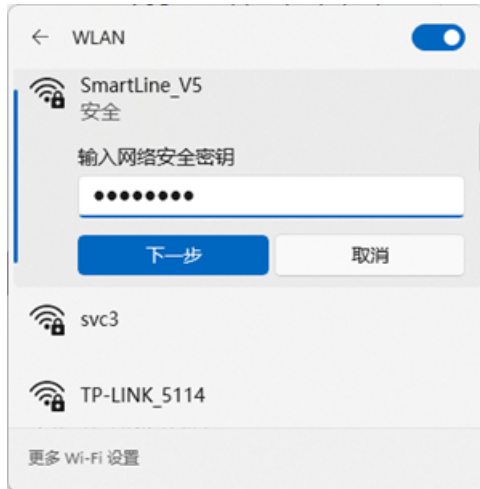 WLAN
SmartLine_V5
安全
输入网络安全密钥
●●●●●●●●
下一步
取消
svc3
TP-LINK_5114
更多 Wi-Fi 设置